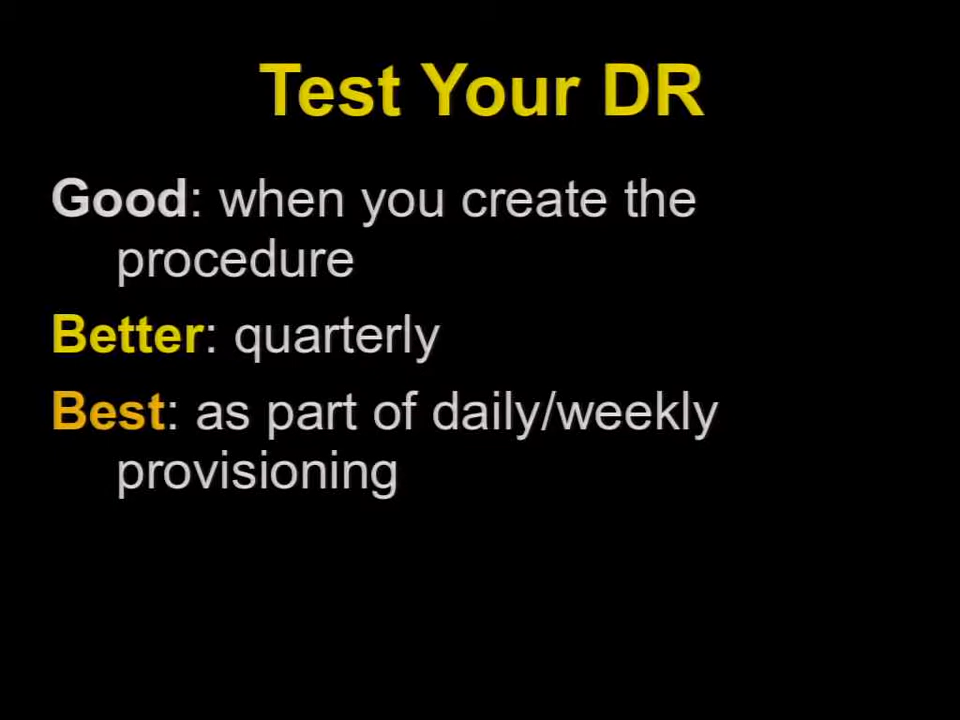 Test Your DR
Good: when you create the
procedure
Better: quarterly
Best: as part of daily/weekly
provisioning